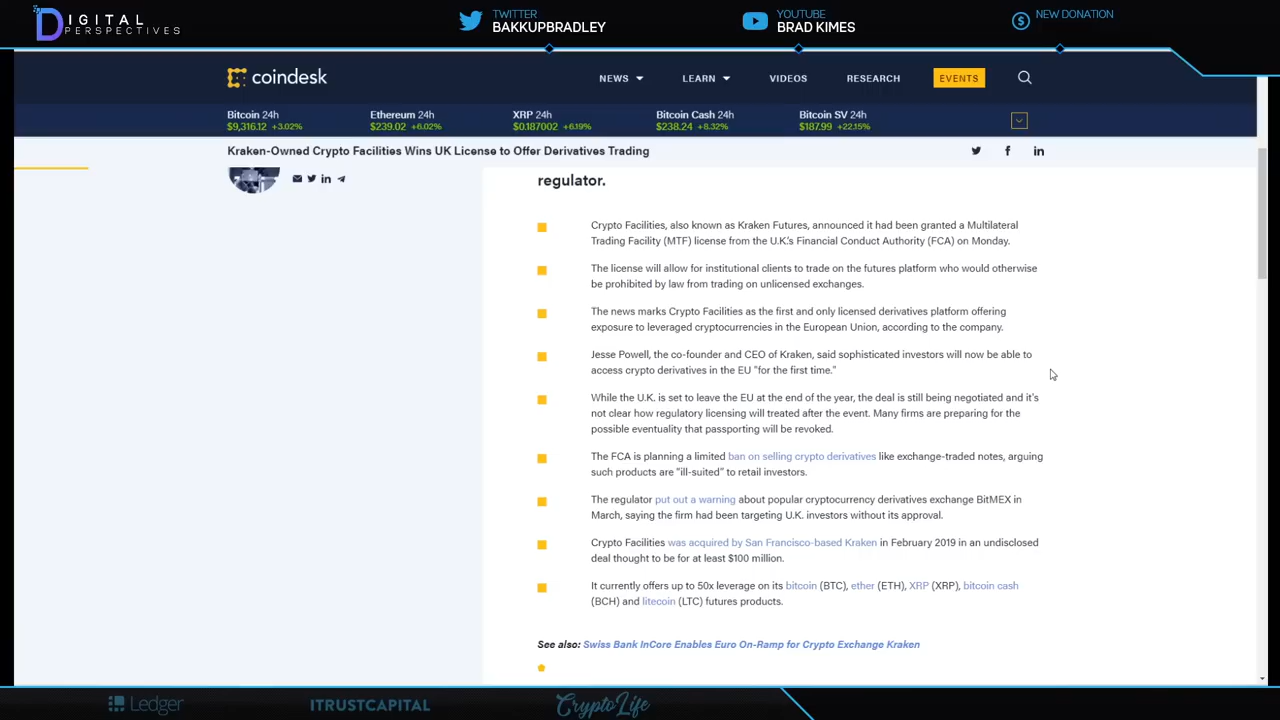 DIGITAL
PERSPECTIVES
TWITTER
BAKKUPBRADLEY
YOUTUBE
BRAD KIMES
NEW DONATION
coindesk
NEWS
LEARN
VIDEOS
RESEARCH
EVENTS
Bitcoin 24h
$9,316.12 +3.02%
Ethereum 24h
$239.02 +6.02%
XRP 24h
$0.187002 +6.19%
Bitcoin Cash 24h
$238.24 +8.32%
Bitcoin SV 24h
$187.99 +22.15%
Kraken-Owned Crypto Facilities Wins UK License to Offer Derivatives Trading
regulator.
Crypto Facilities, also known as Kraken Futures, announced it had been granted a Multilateral
Trading Facility (MTF) license from the U.K.'s Financial Conduct Authority (FCA) on Monday.
The license will allow for institutional clients to trade on the futures platform who would otherwise
be prohibited by law from trading on unlicensed exchanges.
The news marks Crypto Facilities as the first and only licensed derivatives platform offering
exposure to leveraged cryptocurrencies in the European Union, according to the company.
Jesse Powell, the co-founder and CEO of Kraken, said sophisticated investors will now be able to
access crypto derivatives in the EU "for the first time."
While the U.K. is set to leave the EU at the end of the year, the deal is still being negotiated and it's
not clear how regulatory licensing will treated after the event. Many firms are preparing for the
possible eventuality that passporting will be revoked.
The FCA is planning a limited ban on selling crypto derivatives like exchange-traded notes, arguing
such products are "ill-suited" to retail investors.
The regulator put out a warning about popular cryptocurrency derivatives exchange BitMEX in
March, saying the firm had been targeting U.K. investors without its approval.
Crypto Facilities was acquired by San Francisco-based Kraken in February 2019 in an undisclosed
deal thought to be for at least $100 million.
It currently offers up to 50x leverage on its bitcoin (BTC), ether (ETH), XRP (XRP), bitcoin cash
(BCH) and litecoin (LTC) futures products.
See also: Swiss Bank InCore Enables Euro On-Ramp for Crypto Exchange Kraken
Ledger
ITRUSTCAPITAL
CryptoLife